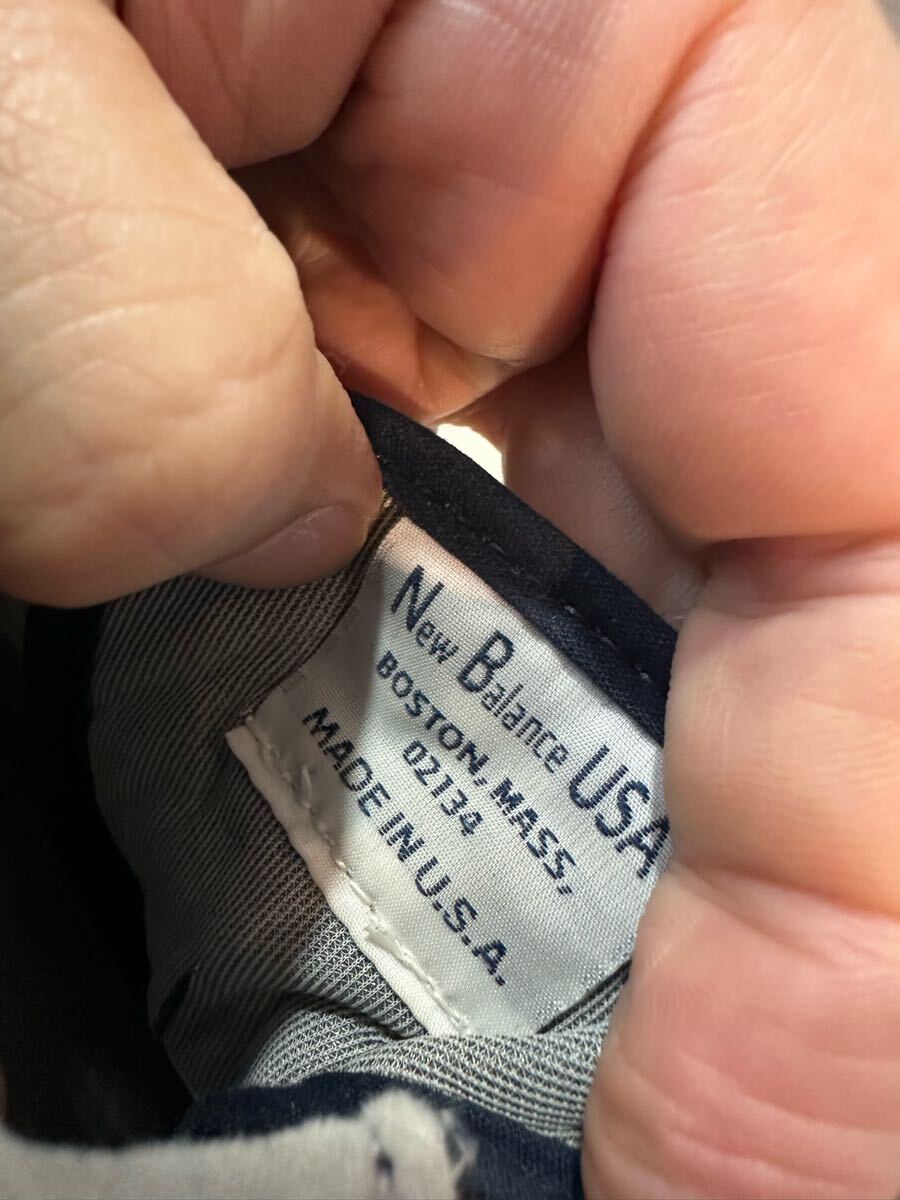 New Balance USA
BOSTON, MASS,
02134
MADE IN U.S.A.